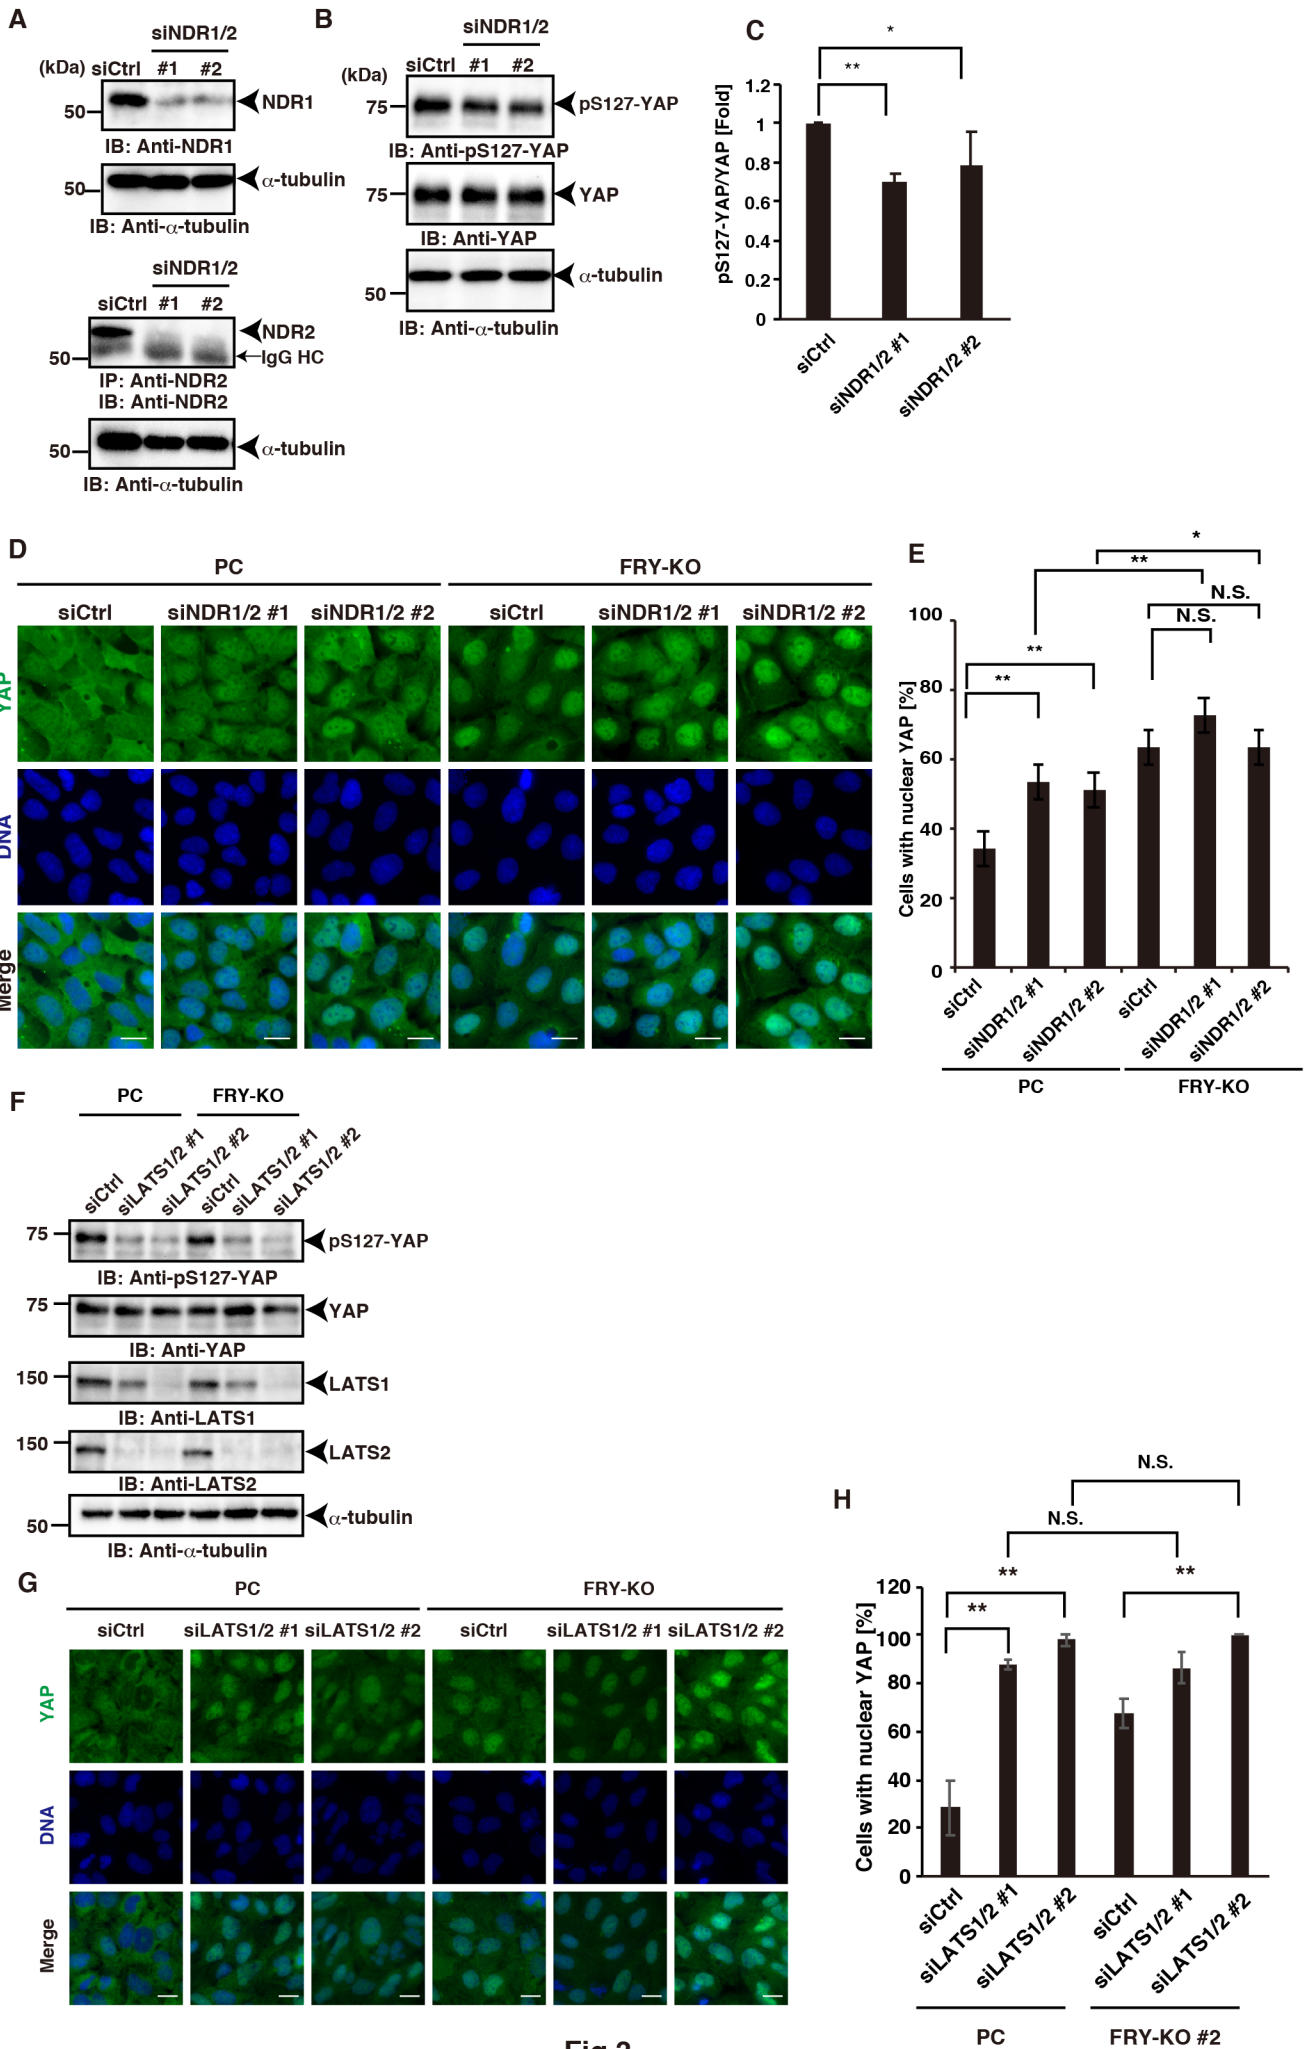 A
siNDR1/2
(kDa) siCtrl #1 #2
50
NDR1
IB: Anti-NDR1
50
α-tubulin
IB: Anti-α-tubulin
siNDR1/2
siCtrl #1 #2
NDR2
50
IgG HC
IP: Anti-NDR2
IB: Anti-NDR2
50
α-tubulin
IB: Anti-α-tubulin
B
siNDR1/2
(kDa)
siCtrl #1 #2
75
pS127-YAP
IB: Anti-pS127-YAP
75
YAP
IB: Anti-YAP
α-tubulin
50
IB: Anti-α-tubulin
C
*
**
pS127-YAP/YAP [Fold]
1.2
1
0.8
0.6
0.4
0.2
0
siCtrl
siNDR1/2 #1
siNDR1/2 #2
D
PC FRY-KO
siCtrl siNDR1/2 #1 siNDR1/2 #2 siCtrl siNDR1/2 #1 siNDR1/2 #2
YAP
DNA
Merge
E
*
**
N.S.
N.S.
**
**
Cells with nuclear YAP [%]
100
80
60
40
20
0
siCtrl
siNDR1/2 #1
siNDR1/2 #2
siCtrl
siNDR1/2 #1
siNDR1/2 #2
PC FRY-KO
F
PC FRY-KO
siCtrl
siLATS1/2 #1
siLATS1/2 #2
siCtrl
siLATS1/2 #1
siLATS1/2 #2
75
pS127-YAP
IB: Anti-pS127-YAP
75
YAP
IB: Anti-YAP
150
LATS1
IB: Anti-LATS1
150
LATS2
IB: Anti-LATS2
50
α-tubulin
IB: Anti-α-tubulin
G
PC FRY-KO
siCtrl siLATS1/2 #1 siLATS1/2 #2 siCtrl siLATS1/2 #1 siLATS1/2 #2
YAP
DNA
Merge
H
N.S.
N.S.
** **
**
Cells with nuclear YAP [%]
120
100
80
60
40
20
0
siCtrl
siLATS1/2 #1
siLATS1/2 #2
siCtrl
siLATS1/2 #1
siLATS1/2 #2
PC FRY-KO #2